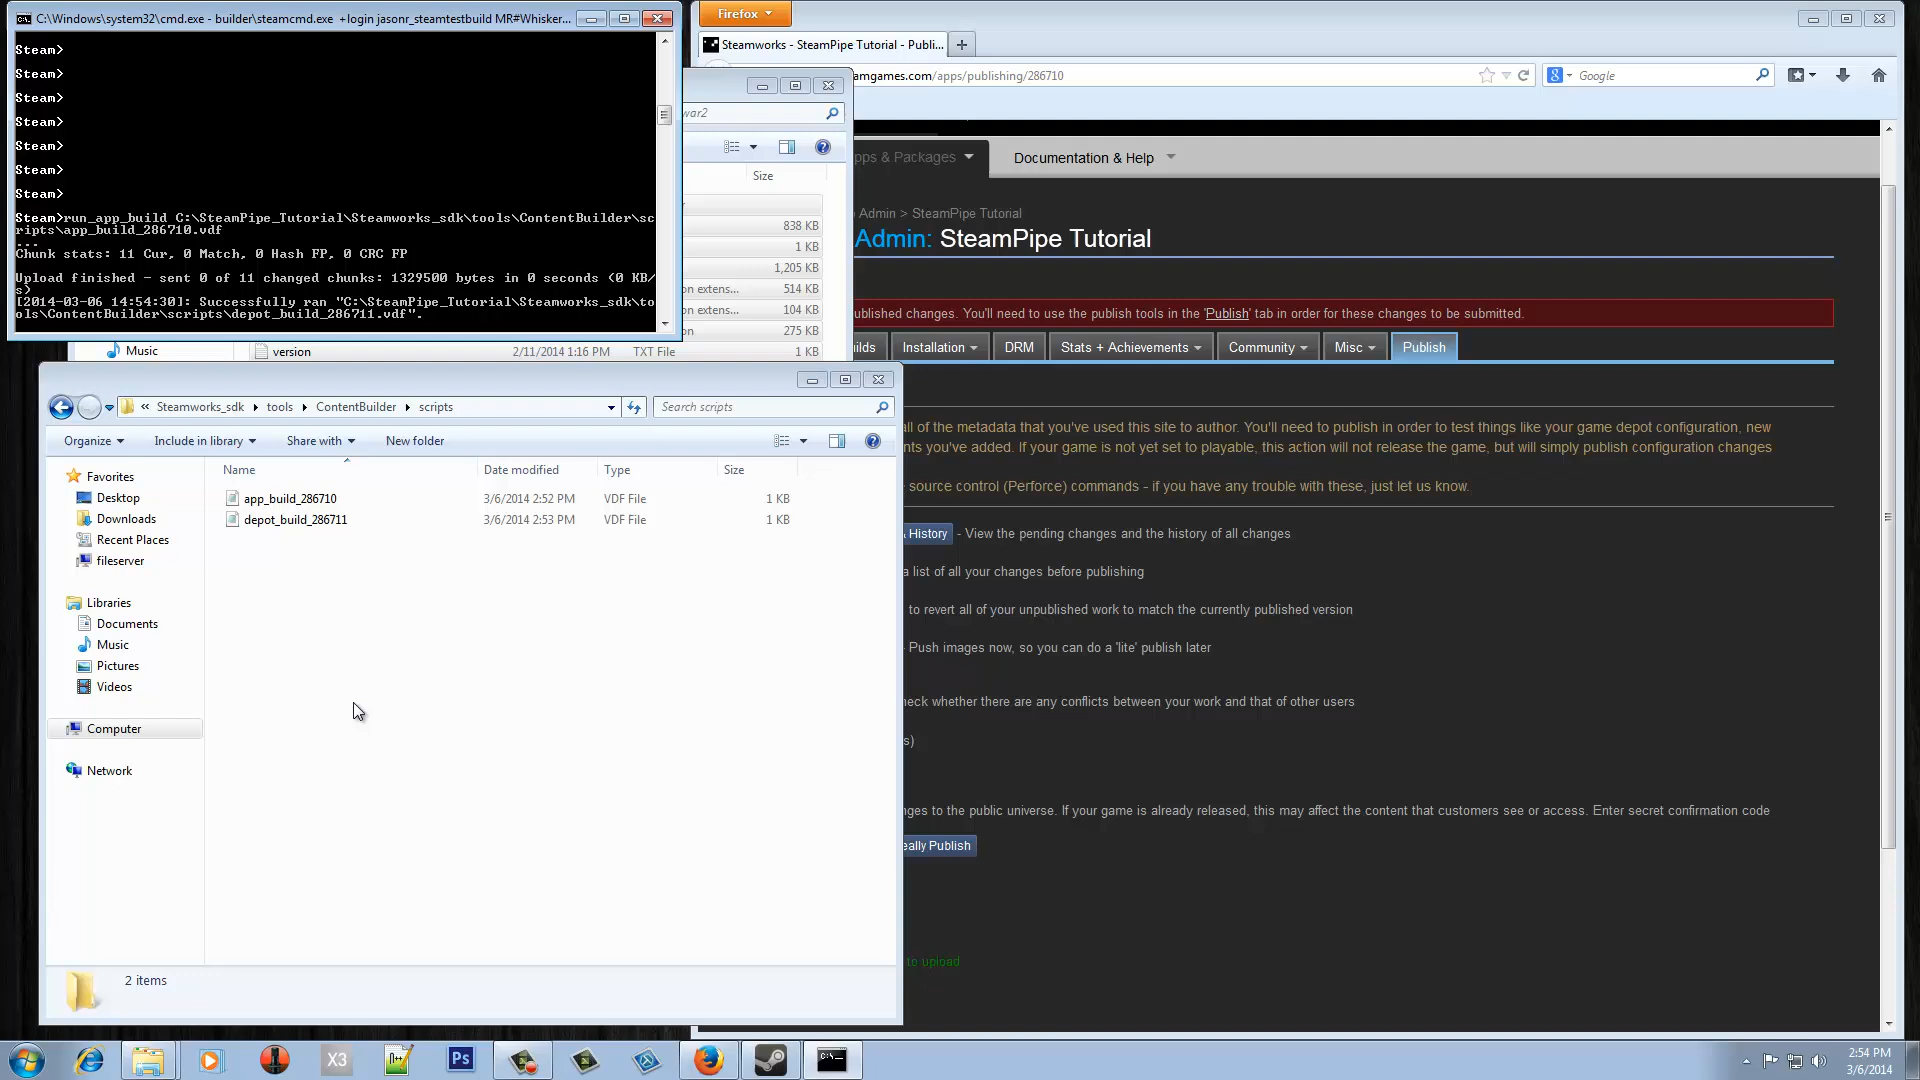 C:\Windows\system32\cmd.exe - builder\steamcmd.exe +login jasonr_steamtestbuild MR#Whisker...
Steam>
Steam>
Steam>
Steam>
Steam>
Steam>
Steam>
Steam>run_app_build C:\SteamPipe_Tutorial\Steamworks_sdk\tools\ContentBuilder\sc
ripts\app_build_286710.vdf
...
Chunk stats: 11 Cur, 0 Match, 0 Hash FP, 0 CRC FP
Upload finished - sent 0 of 11 changed chunks: 1329500 bytes in 0 seconds (0 KB/
s)
[2014-03-06 14:54:30]: Successfully ran "C:\SteamPipe_Tutorial\Steamworks_sdk\to
ols\ContentBuilder\scripts\depot_build_286711.vdf".
war2
Size
838 KB
1 KB
1,205 KB
on extens... 514 KB
on extens... 104 KB
on 275 KB
Music version 2/11/2014 1:16 PM TXT File 1 KB
« Steamworks_sdk tools ContentBuilder scripts
Search scripts
Organize Include in library Share with New folder
Name Date modified Type Size
app_build_286710 3/6/2014 2:52 PM VDF File 1 KB
depot_build_286711 3/6/2014 2:53 PM VDF File 1 KB
Favorites
Desktop
Downloads
Recent Places
fileserver
Libraries
Documents
Music
Pictures
Videos
Computer
Network
2 items
Firefox
Steamworks - SteamPipe Tutorial - Publi... +
amgames.com/apps/publishing/286710
Google
pps & Packages Documentation & Help
Admin > SteamPipe Tutorial
Admin: SteamPipe Tutorial
ublished changes. You'll need to use the publish tools in the 'Publish' tab in order for these changes to be submitted.
ilds Installation DRM Stats + Achievements Community Misc Publish
all of the metadata that you've used this site to author. You'll need to publish in order to test things like your game depot configuration, new
nts you've added. If your game is not yet set to playable, this action will not release the game, but will simply publish configuration changes
source control (Perforce) commands - if you have any trouble with these, just let us know.
History - View the pending changes and the history of all changes
a list of all your changes before publishing
to revert all of your unpublished work to match the currently published version
- Push images now, so you can do a 'lite' publish later
heck whether there are any conflicts between your work and that of other users
s)
nges to the public universe. If your game is already released, this may affect the content that customers see or access. Enter secret confirmation code
eally Publish
to upload
X3
n++
Ps
C:\_
2:54 PM
3/6/2014